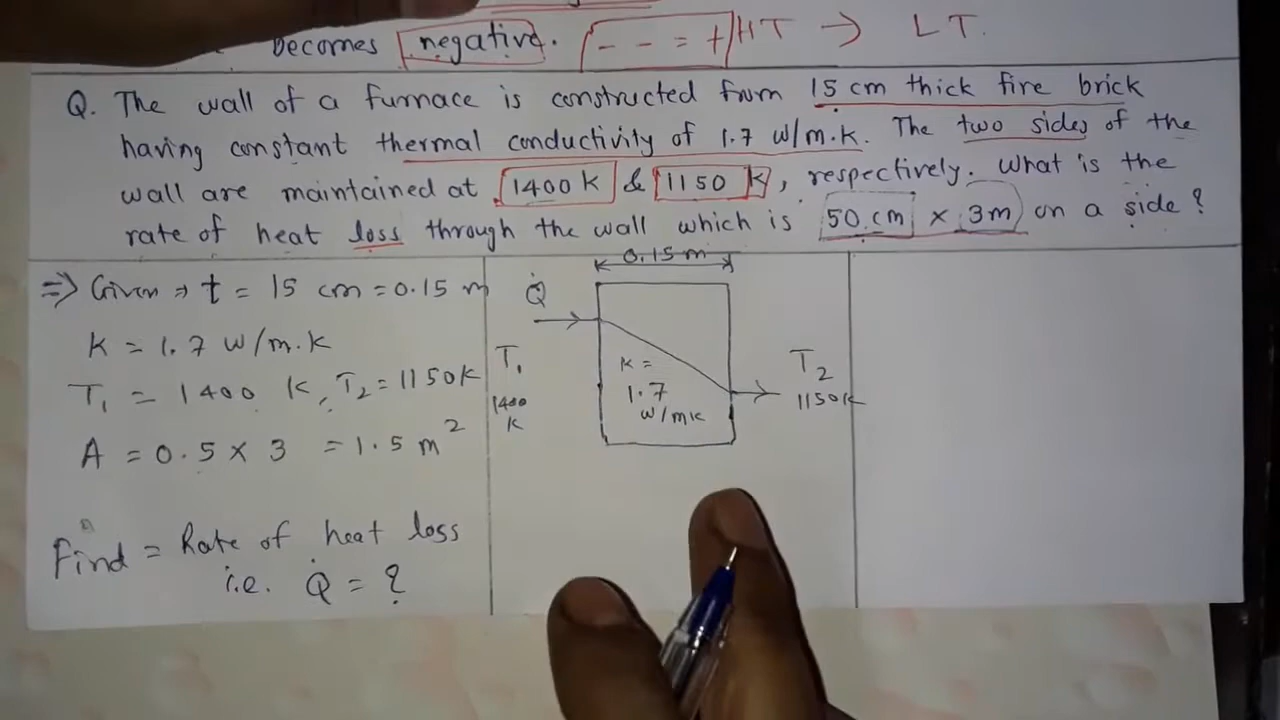 becomes negative. - - = + HT → LT.
Q. The wall of a furnace is constructed from 15 cm thick fire brick
having constant thermal conductivity of 1.7 W/m.K. The two sides of the
wall are maintained at 1400 K & 1150 K, respectively. What is the
rate of heat loss through the wall which is 50 cm × 3m on a side?
⇒ Given → t = 15 cm = 0.15 m
K = 1.7 W/m.K
T1 = 1400 K, T2 = 1150K
A = 0.5 × 3 = 1.5 m²
Find = Rate of heat loss
i.e. Q̇ = ?
0.15 m
Q̇
T1
1400
K
K =
1.7
W/mK
T2
1150K